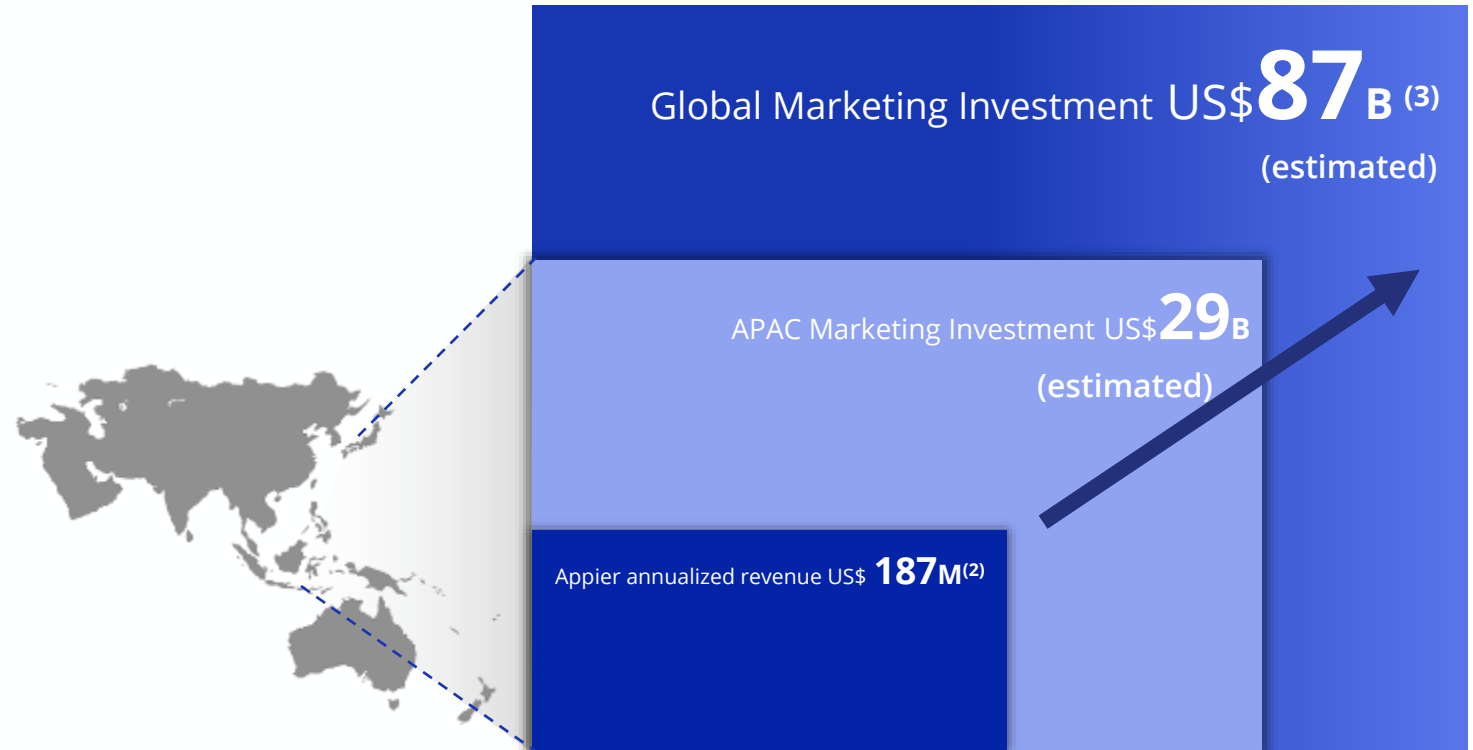 Global Marketing Investment US$87B (3)
(estimated)
APAC Marketing Investment US$29B
(estimated)
Appier annualized revenue US$ 187M(2)